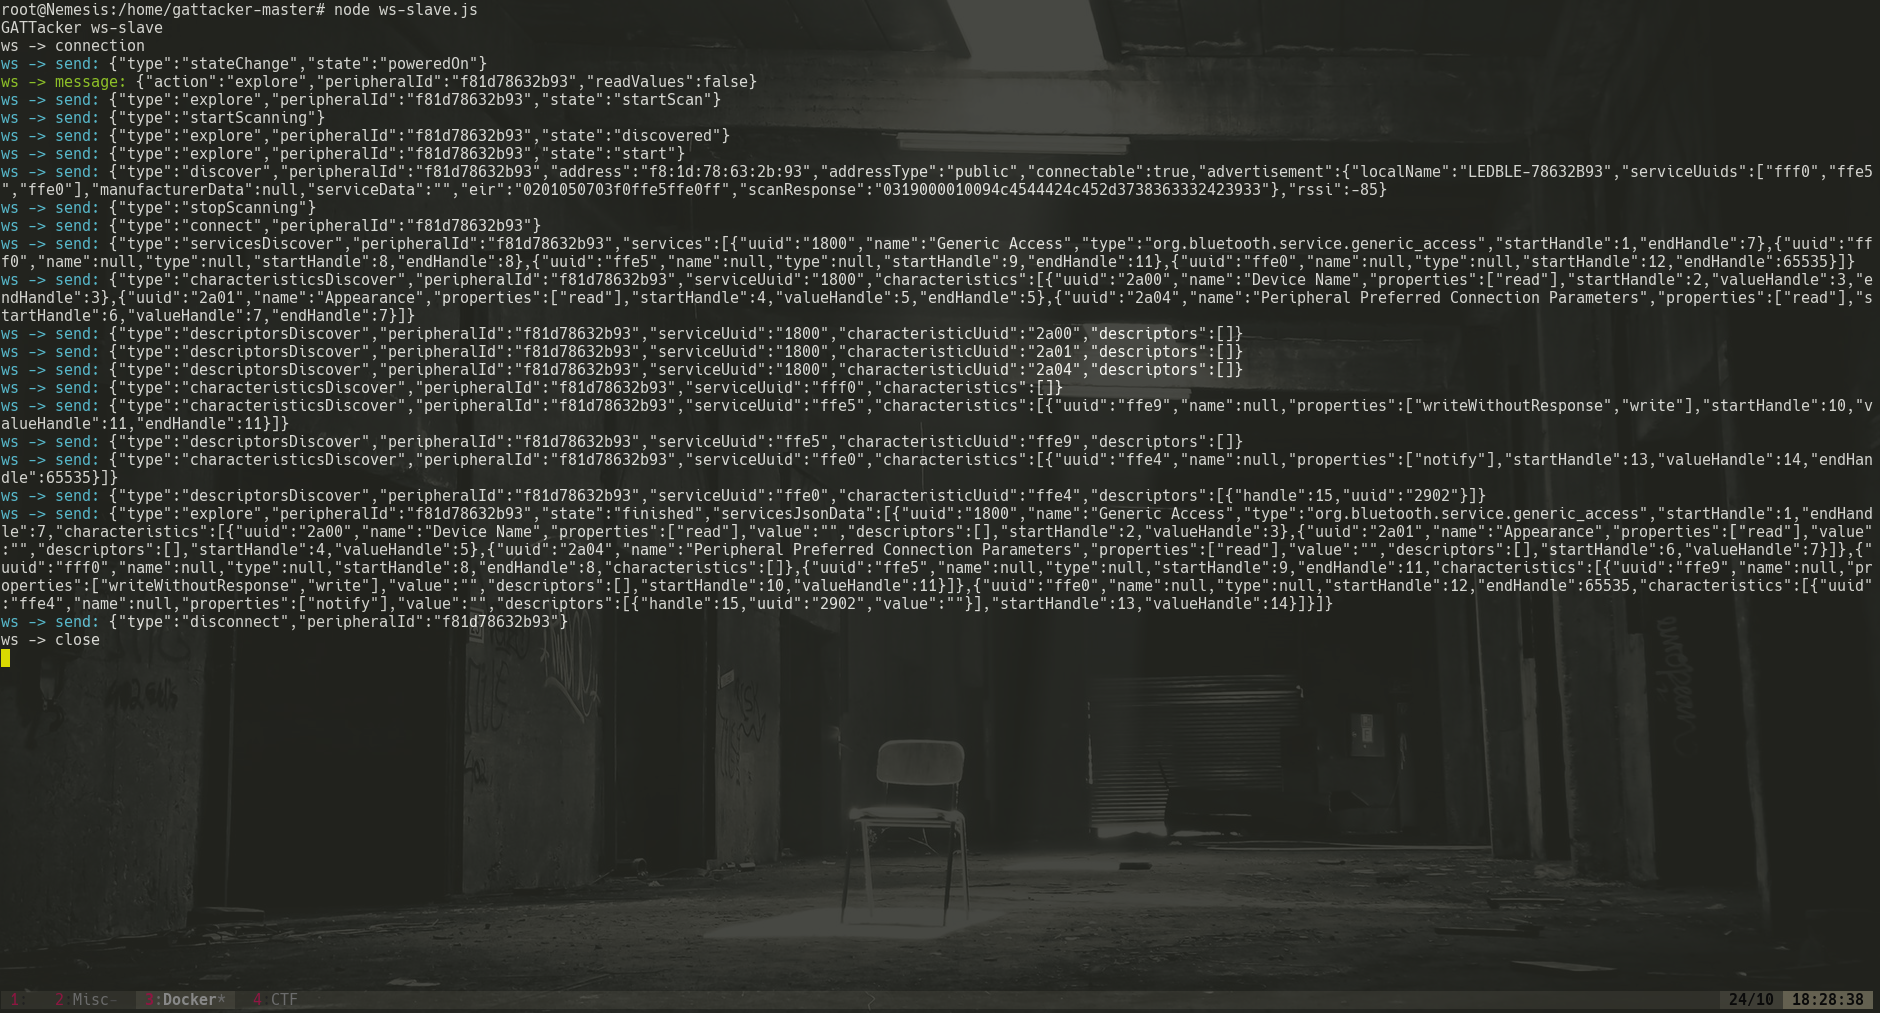 root@Nemesis:/home/gattacker-master# node ws-slave.js
GATTacker ws-slave
ws -> connection
ws -> send: {"type":"stateChange","state":"poweredOn"}
ws -> message: {"action":"explore","peripheralId":"f81d78632b93","readValues":false}
ws -> send: {"type":"explore","peripheralId":"f81d78632b93","state":"startScan"}
ws -> send: {"type":"startScanning"}
ws -> send: {"type":"explore","peripheralId":"f81d78632b93","state":"discovered"}
ws -> send: {"type":"explore","peripheralId":"f81d78632b93","state":"start"}
ws -> send: {"type":"discover","peripheralId":"f81d78632b93","address":"f8:1d:78:63:2b:93","addressType":"public","connectable":true,"advertisement":{"localName":"LEDBLE-78632B93","serviceUuids":["fff0","ffe5
","ffe0"],"manufacturerData":null,"serviceData":"","eir":"0201050703f0ffe5ffe0ff","scanResponse":"0319000010094c4544424c452d3738363332423933"},"rssi":-85}
ws -> send: {"type":"stopScanning"}
ws -> send: {"type":"connect","peripheralId":"f81d78632b93"}
ws -> send: {"type":"servicesDiscover","peripheralId":"f81d78632b93","services":[{"uuid":"1800","name":"Generic Access","type":"org.bluetooth.service.generic_access","startHandle":1,"endHandle":7},{"uuid":"ff
f0","name":null,"type":null,"startHandle":8,"endHandle":8},{"uuid":"ffe5","name":null,"type":null,"startHandle":9,"endHandle":11},{"uuid":"ffe0","name":null,"type":null,"startHandle":12,"endHandle":65535}]}
ws -> send: {"type":"characteristicsDiscover","peripheralId":"f81d78632b93","serviceUuid":"1800","characteristics":[{"uuid":"2a00","name":"Device Name","properties":["read"],"startHandle":2,"valueHandle":3,"e
ndHandle":3},{"uuid":"2a01","name":"Appearance","properties":["read"],"startHandle":4,"valueHandle":5,"endHandle":5},{"uuid":"2a04","name":"Peripheral Preferred Connection Parameters","properties":["read"],"s
tartHandle":6,"valueHandle":7,"endHandle":7}]}
ws -> send: {"type":"descriptorsDiscover","peripheralId":"f81d78632b93","serviceUuid":"1800","characteristicUuid":"2a00","descriptors":[]}
ws -> send: {"type":"descriptorsDiscover","peripheralId":"f81d78632b93","serviceUuid":"1800","characteristicUuid":"2a01","descriptors":[]}
ws -> send: {"type":"descriptorsDiscover","peripheralId":"f81d78632b93","serviceUuid":"1800","characteristicUuid":"2a04","descriptors":[]}
ws -> send: {"type":"characteristicsDiscover","peripheralId":"f81d78632b93","serviceUuid":"fff0","characteristics":[]}
ws -> send: {"type":"characteristicsDiscover","peripheralId":"f81d78632b93","serviceUuid":"ffe5","characteristics":[{"uuid":"ffe9","name":null,"properties":["writeWithoutResponse","write"],"startHandle":10,"v
alueHandle":11,"endHandle":11}]}
ws -> send: {"type":"descriptorsDiscover","peripheralId":"f81d78632b93","serviceUuid":"ffe5","characteristicUuid":"ffe9","descriptors":[]}
ws -> send: {"type":"characteristicsDiscover","peripheralId":"f81d78632b93","serviceUuid":"ffe0","characteristics":[{"uuid":"ffe4","name":null,"properties":["notify"],"startHandle":13,"valueHandle":14,"endHan
dle":65535}]}
ws -> send: {"type":"descriptorsDiscover","peripheralId":"f81d78632b93","serviceUuid":"ffe0","characteristicUuid":"ffe4","descriptors":[{"handle":15,"uuid":"2902"}]}
ws -> send: {"type":"explore","peripheralId":"f81d78632b93","state":"finished","servicesJsonData":[{"uuid":"1800","name":"Generic Access","type":"org.bluetooth.service.generic_access","startHandle":1,"endHand
le":7,"characteristics":[{"uuid":"2a00","name":"Device Name","properties":["read"],"value":"","descriptors":[],"startHandle":2,"valueHandle":3},{"uuid":"2a01","name":"Appearance","properties":["read"],"value"
:"","descriptors":[],"startHandle":4,"valueHandle":5},{"uuid":"2a04","name":"Peripheral Preferred Connection Parameters","properties":["read"],"value":"","descriptors":[],"startHandle":6,"valueHandle":7}]},{"
uuid":"fff0","name":null,"type":null,"startHandle":8,"endHandle":8,"characteristics":[]},{"uuid":"ffe5","name":null,"type":null,"startHandle":9,"endHandle":11,"characteristics":[{"uuid":"ffe9","name":null,"pr
operties":["writeWithoutResponse","write"],"value":"","descriptors":[],"startHandle":10,"valueHandle":11}]},{"uuid":"ffe0","name":null,"type":null,"startHandle":12,"endHandle":65535,"characteristics":[{"uuid"
:"ffe4","name":null,"properties":["notify"],"value":"","descriptors":[{"handle":15,"uuid":"2902","value":""}],"startHandle":13,"valueHandle":14}]}]}
ws -> send: {"type":"disconnect","peripheralId":"f81d78632b93"}
ws -> close
1: 2:Misc- 3:Docker* 4:CTF 24/10 18:28:38